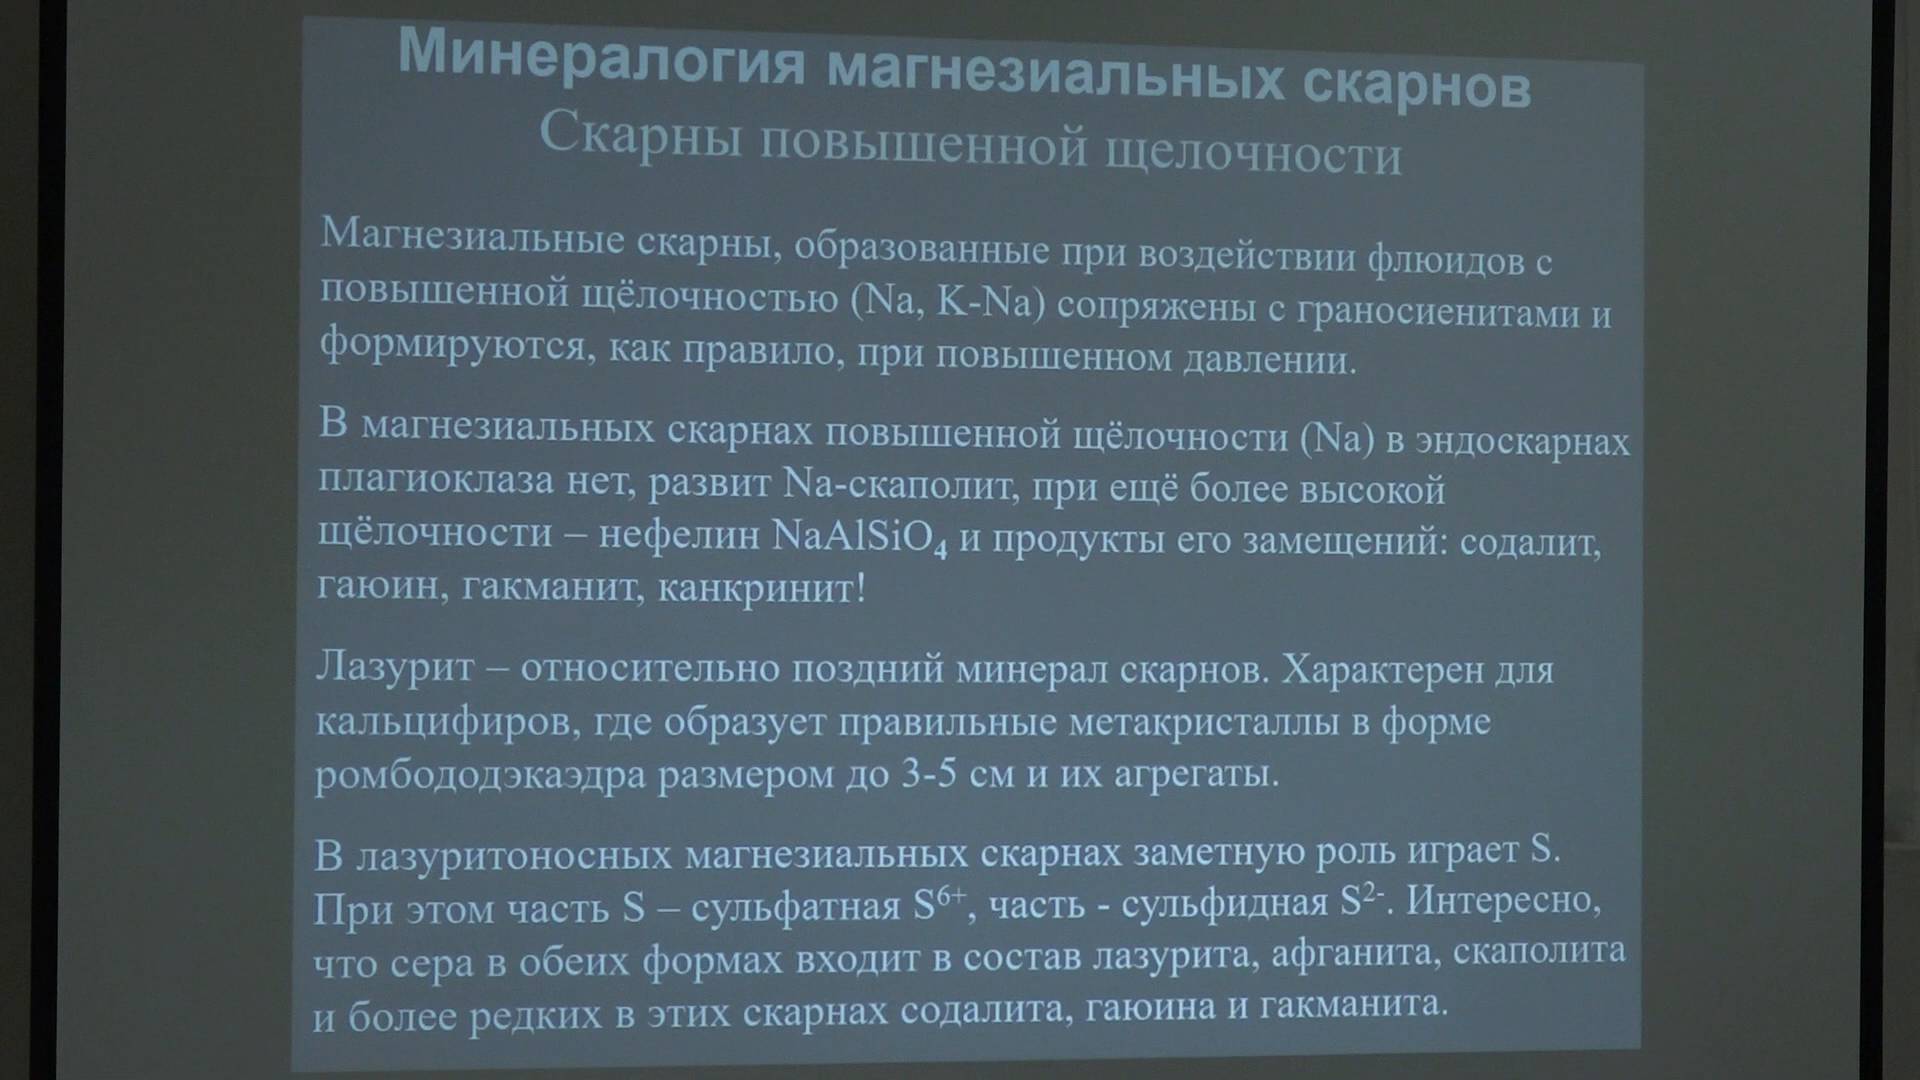 Минералогия магнезиальных скарнов
Скарны повышенной щелочности
Магнезиальные скарны, образованные при воздействии флюидов с
повышенной щёлочностью (Na, K-Na) сопряжены с граносиенитами и
формируются, как правило, при повышенном давлении.
В магнезиальных скарнах повышенной щёлочности (Na) в эндоскарнах
плагиоклаза нет, развит Na-скаполит, при ещё более высокой
щёлочности – нефелин NaAlSiO₄ и продукты его замещений: содалит,
гаюин, гакманит, канкринит!
Лазурит – относительно поздний минерал скарнов. Характерен для
кальцифиров, где образует правильные метакристаллы в форме
ромбододэкаэдра размером до 3-5 см и их агрегаты.
В лазуритоносных магнезиальных скарнах заметную роль играет S.
При этом часть S – сульфатная S⁶⁺, часть - сульфидная S²⁻. Интересно,
что сера в обеих формах входит в состав лазурита, афганита, скаполита
и более редких в этих скарнах содалита, гаюина и гакманита.